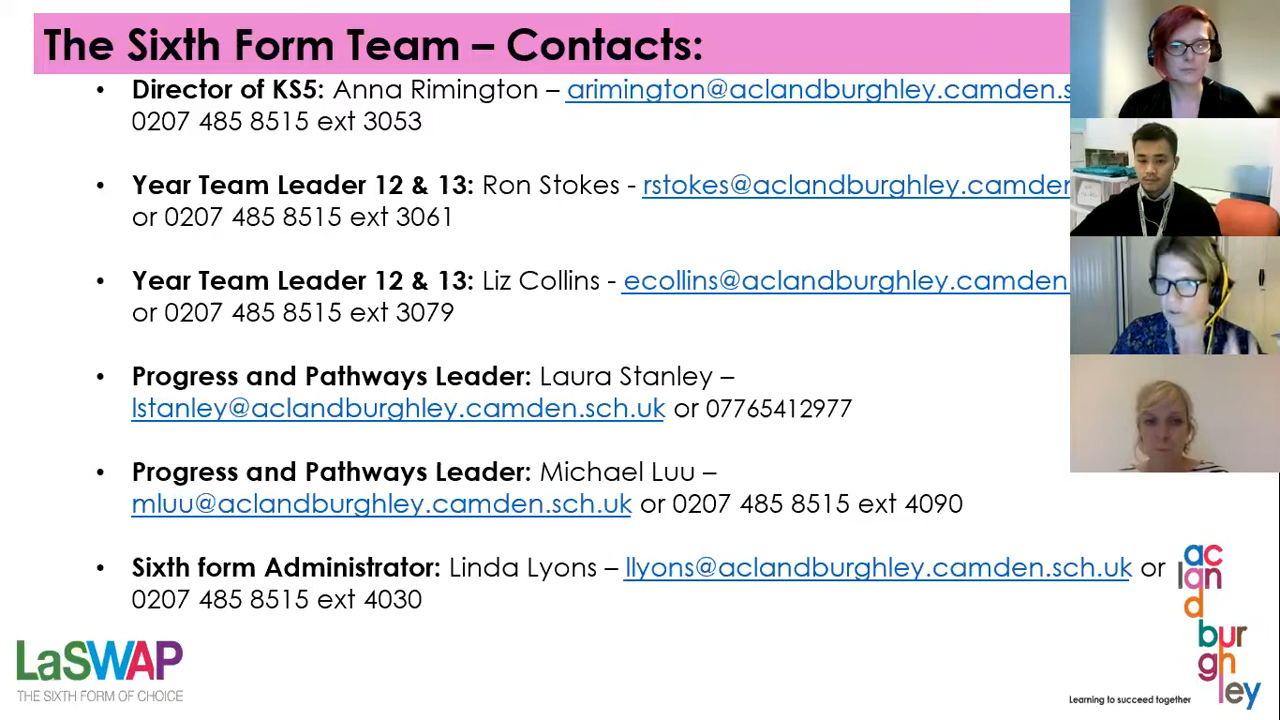 The Sixth Form Team – Contacts:
• Director of KS5: Anna Rimington – arimington@aclandburghley.camden.s
0207 485 8515 ext 3053
• Year Team Leader 12 & 13: Ron Stokes - rstokes@aclandburghley.camden
or 0207 485 8515 ext 3061
• Year Team Leader 12 & 13: Liz Collins - ecollins@aclandburghley.camden.
or 0207 485 8515 ext 3079
• Progress and Pathways Leader: Laura Stanley –
lstanley@aclandburghley.camden.sch.uk or 07765412977
• Progress and Pathways Leader: Michael Luu –
mluu@aclandburghley.camden.sch.uk or 0207 485 8515 ext 4090
• Sixth form Administrator: Linda Lyons – llyons@aclandburghley.camden.sch.uk or
0207 485 8515 ext 4030
LaSWAP
THE SIXTH FORM OF CHOICE
ac
lan
d
bur
gh
ley
Learning to succeed together